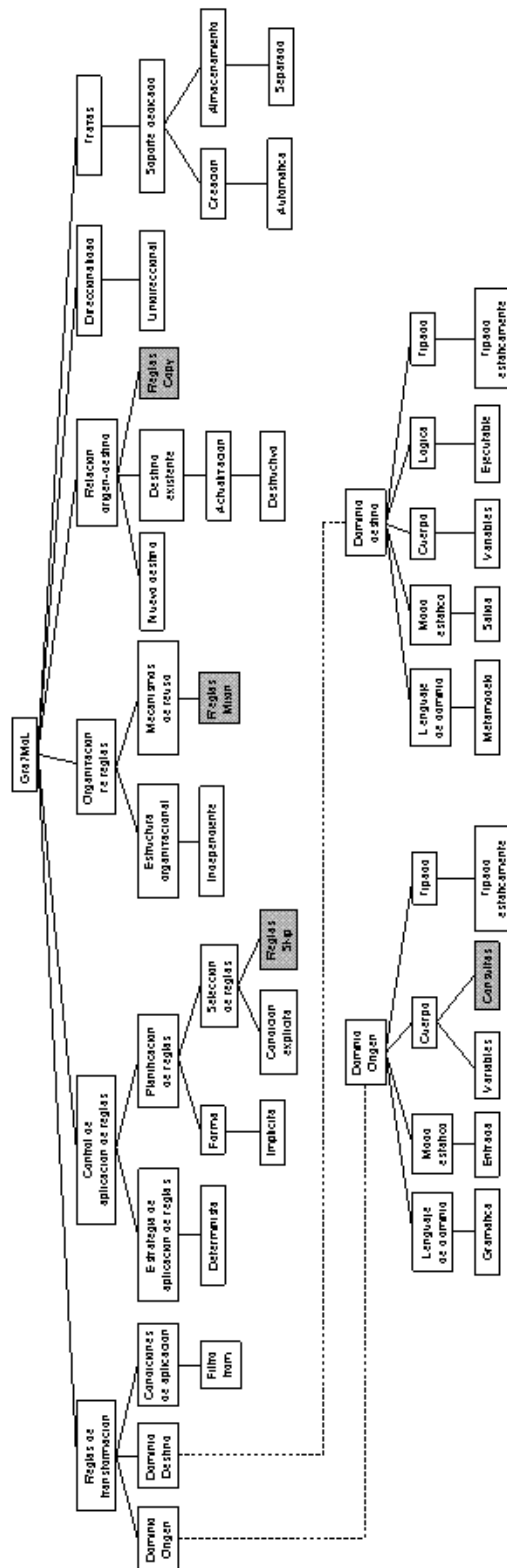 Gra2MoL
Reglas de
transformacion
Control de
aplicacion de reglas
Organizacion
de reglas
Relacion
origen-destino
Direccionalidad
Trazas
Dominio
Origen
Dominio
Destino
Condiciones
de aplicacion
Estrategia de
aplicacion de reglas
Planificacion
de reglas
Estructura
organizacional
Mecanismos
de reuso
Nuevo destino
Destino
existente
Reglas
Copy
Unidireccional
Soporte dedicado
Filtro
from
Determinista
Forma
Seleccion
de reglas
Independiente
Reglas
Mixin
Actualizacion
Creacion
Almacenamiento
Implicita
Condicion
explicita
Reglas
Skip
Destructiva
Automatica
Separado
Dominio
Origen
Dominio
destino
Lenguaje
de dominio
Modo
estatico
Cuerpo
Tipado
Lenguaje
de dominio
Modo
estatico
Cuerpo
Logica
Tipado
Gramatica
Entrada
Variables
Consultas
Tipado
estaticamente
Metamodelo
Salida
Variables
Ejecutable
Tipado
estaticamente